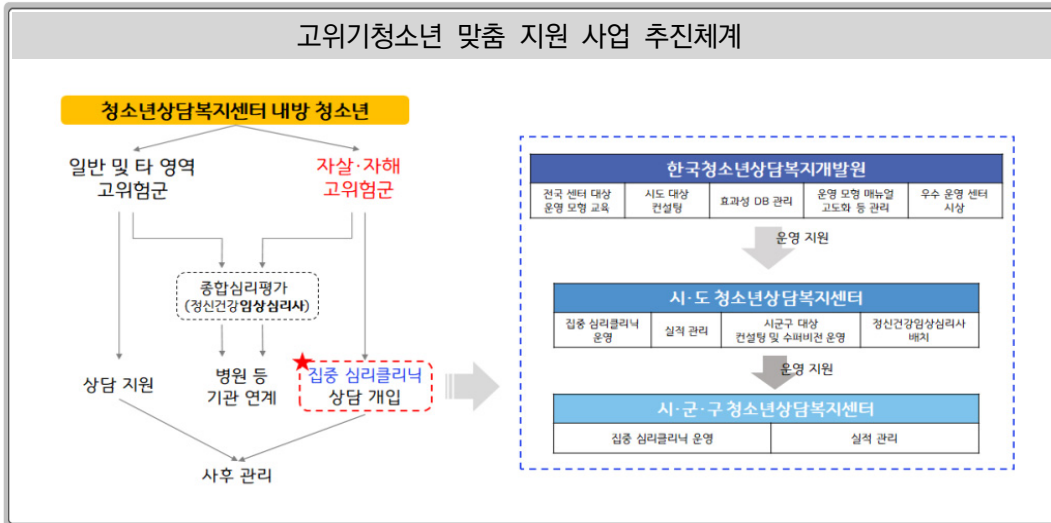 고위기청소년 맞춤 지원 사업 추진체계
청소년상담복지센터 내방 청소년
일반 및 타 영역
고위험군
자살·자해
고위험군
종합심리평가
(정신건강임상심리사)
상담 지원
병원 등
기관 연계
집중 심리클리닉
상담 개입
사후 관리
한국청소년상담복지개발원
전국 센터 대상
운영 모형 교육
시도 대상
컨설팅
효과성 DB 관리
운영 모형 매뉴얼
고도화 등 관리
우수 운영 센터
시상
운영 지원
시·도 청소년상담복지센터
집중 심리클리닉
운영
실적 관리
시군구 대상
컨설팅 및 수퍼비전 운영
정신건강임상심리사
배치
운영 지원
시·군·구 청소년상담복지센터
집중 심리클리닉 운영
실적 관리